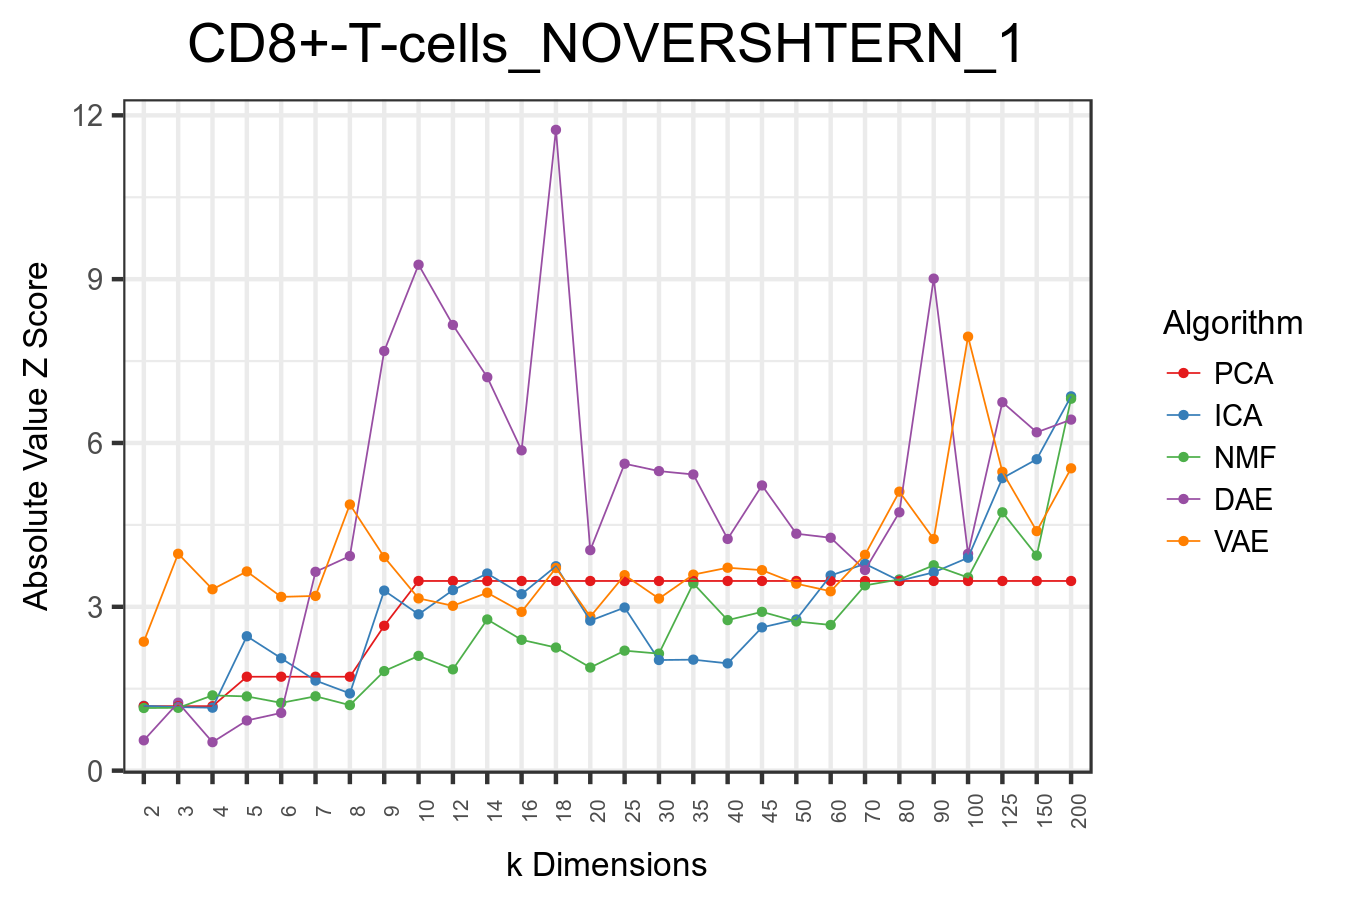 CD8+-T-cells_NOVERSHTERN_1
Absolute Value Z Score
12
9
6
3
0
2 3 4 5 6 7 8 9 10 12 14 16 18 20 25 30 35 40 45 50 60 70 80 90 100 125 150 200
k Dimensions
Algorithm
PCA
ICA
NMF
DAE
VAE